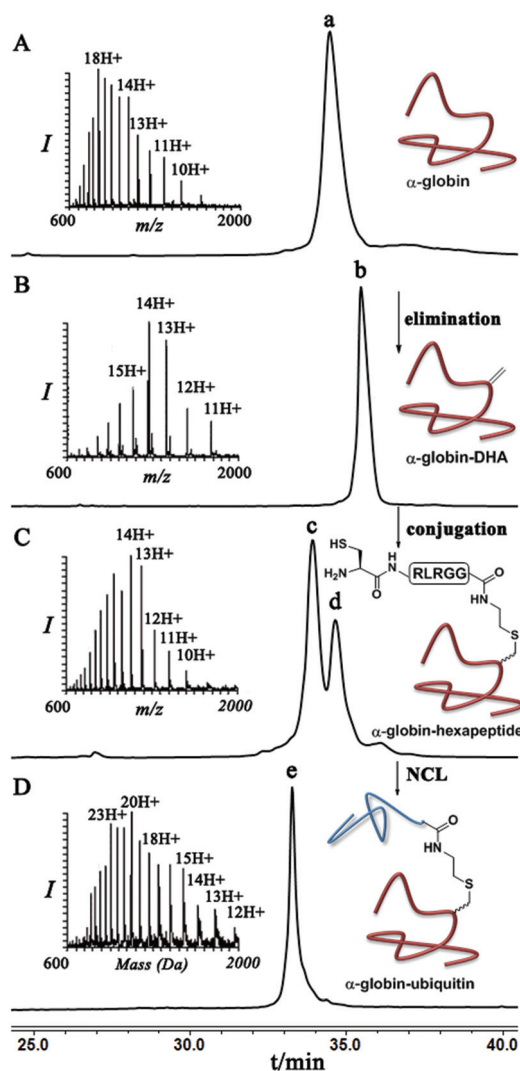 A
a
18H+
14H+
13H+
11H+
10H+
I
600
2000
m/z
α-globin
B
b
elimination
14H+
13H+
15H+
12H+
11H+
I
600
2000
m/z
α-globin-DHA
C
c
conjugation
d
HS
H
N
H2N
O
RLRGG
O
NH
S
14H+
13H+
12H+
11H+
10H+
I
600
2000
m/z
α-globin-hexapeptide
D
e
NCL
20H+
23H+
18H+
15H+
14H+
13H+
12H+
I
600
2000
Mass (Da)
O
HN
S
α-globin-ubiquitin
25.0
30.0
35.0
40.0
t/min